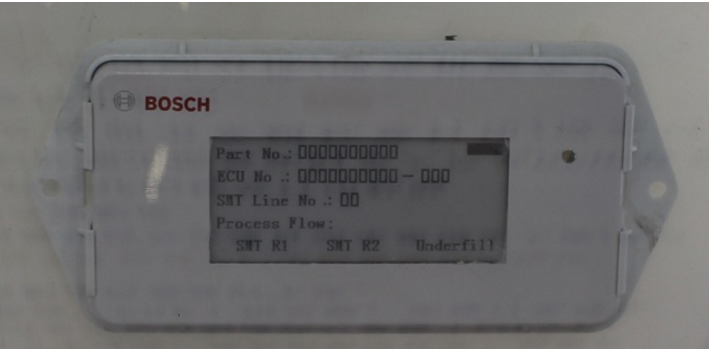 BOSCH
Part No.: 0000000000
ECU No .: 0000000000 - 000
SMT Line No .: 00
Process Flow:
SMT R1 SMT R2 Underfill